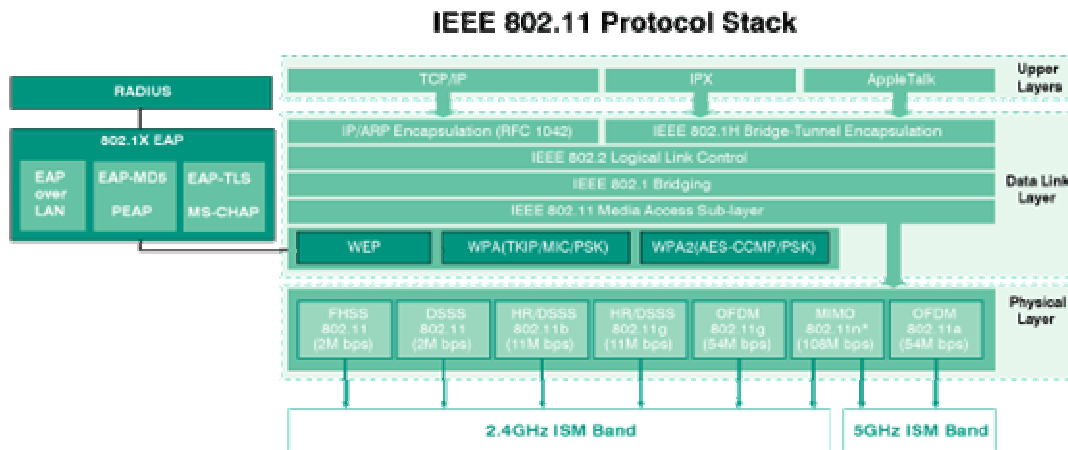 IEEE 802.11 Protocol Stack
TCP/IP
IPX
AppleTalk
Upper
Layers
RADIUS
802.1X EAP
EAP
over
LAN
EAP-MD5
PEAP
EAP-TLS
MS-CHAP
IP/ARP Encapsulation (RFC 1042)
IEEE 802.1H Bridge-Tunnel Encapsulation
IEEE 802.2 Logical Link Control
IEEE 802.1 Bridging
IEEE 802.11 Media Access Sub-layer
Data Link
Layer
WEP
WPA(TKIP/MIC/PSK)
WPA2(AES-CCMP/PSK)
FHSS
802.11
(2M bps)
DSSS
802.11
(2M bps)
HR/DSSS
802.11b
(11M bps)
HR/DSSS
802.11g
(11M bps)
OFDM
802.11g
(54M bps)
MIMO
802.11n*
(108M bps)
OFDM
802.11a
(54M bps)
Physical
Layer
2.4GHz ISM Band
5GHz ISM Band